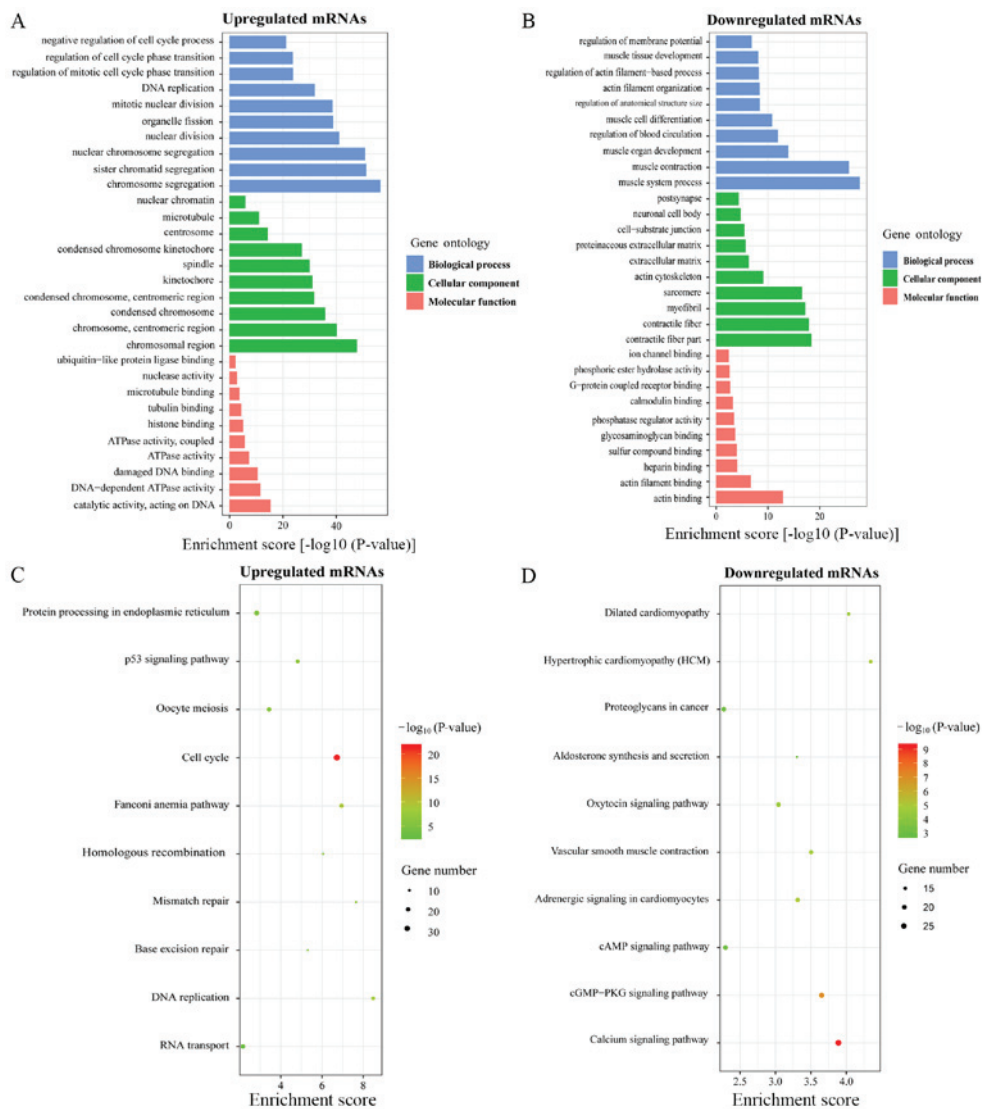 A
Upregulated mRNAs
negative regulation of cell cycle process
regulation of cell cycle phase transition
regulation of mitotic cell cycle phase transition
DNA replication
mitotic nuclear division
organelle fission
nuclear division
nuclear chromosome segregation
sister chromatid segregation
chromosome segregation
nuclear chromatin
microtubule
centrosome
condensed chromosome kinetochore
spindle
kinetochore
condensed chromosome, centromeric region
condensed chromosome
chromosome, centromeric region
chromosomal region
ubiquitin−like protein ligase binding
nuclease activity
microtubule binding
tubulin binding
histone binding
ATPase activity, coupled
ATPase activity
damaged DNA binding
DNA−dependent ATPase activity
catalytic activity, acting on DNA
0 20 40
Enrichment score [-log10 (P-value)]
Gene ontology
Biological process
Cellular component
Molecular function
B
Downregulated mRNAs
regulation of membrane potential
muscle tissue development
regulation of actin filament-based process
actin filament organization
regulation of anatomical structure size
muscle cell differentiation
regulation of blood circulation
muscle organ development
muscle contraction
muscle system process
postsynapse
neuronal cell body
cell-substrate junction
proteinaceous extracellular matrix
extracellular matrix
actin cytoskeleton
sarcomere
myofibril
contractile fiber
contractile fiber part
ion channel binding
phosphoric ester hydrolase activity
G-protein coupled receptor binding
calmodulin binding
phosphatase regulator activity
glycosaminoglycan binding
sulfur compound binding
heparin binding
actin filament binding
actin binding
0 10 20
Enrichment score [-log10 (P-value)]
Gene ontology
Biological process
Cellular component
Molecular function
C
Upregulated mRNAs
Protein processing in endoplasmic reticulum
p53 signaling pathway
Oocyte meiosis
Cell cycle
Fanconi anemia pathway
Homologous recombination
Mismatch repair
Base excision repair
DNA replication
RNA transport
4 6 8
Enrichment score
−log10 (P-value)
20
15
10
5
Gene number
10
20
30
D
Downregulated mRNAs
Dilated cardiomyopathy
Hypertrophic cardiomyopathy (HCM)
Proteoglycans in cancer
Aldosterone synthesis and secretion
Oxytocin signaling pathway
Vascular smooth muscle contraction
Adrenergic signaling in cardiomyocytes
cAMP signaling pathway
cGMP−PKG signaling pathway
Calcium signaling pathway
2.5 3.0 3.5 4.0
Enrichment score
−log10 (P-value)
9
8
7
6
5
4
3
Gene number
15
20
25